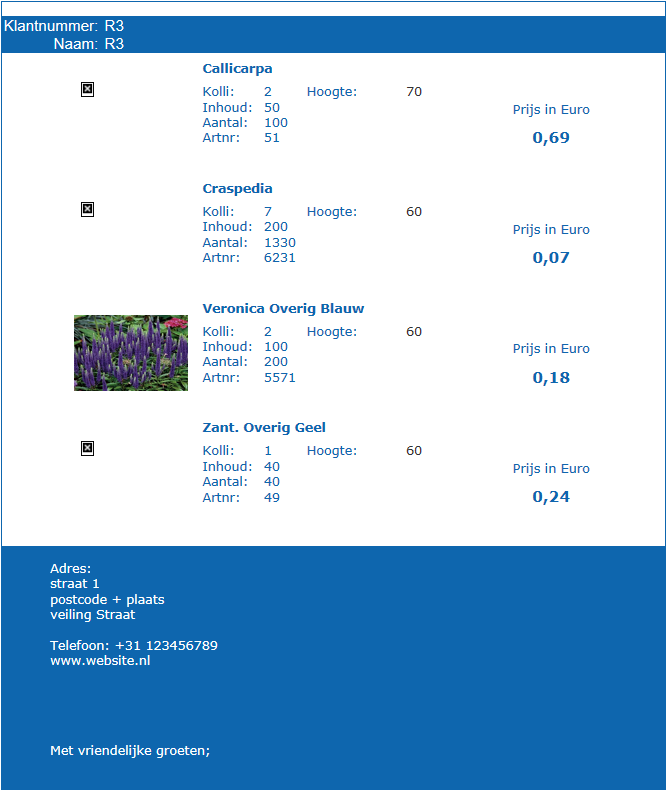 Klantnummer: R3
Naam: R3
Callicarpa
Kolli: 2 Hoogte: 70
Inhoud: 50
Prijs in Euro
Aantal: 100
Artnr: 51
0,69
Craspedia
Kolli: 7 Hoogte: 60
Inhoud: 200
Prijs in Euro
Aantal: 1330
Artnr: 6231
0,07
Veronica Overig Blauw
Kolli: 2 Hoogte: 60
Inhoud: 100
Prijs in Euro
Aantal: 200
Artnr: 5571
0,18
Zant. Overig Geel
Kolli: 1 Hoogte: 60
Inhoud: 40
Prijs in Euro
Aantal: 40
Artnr: 49
0,24
Adres:
straat 1
postcode + plaats
veiling Straat
Telefoon: +31 123456789
www.website.nl
Met vriendelijke groeten;